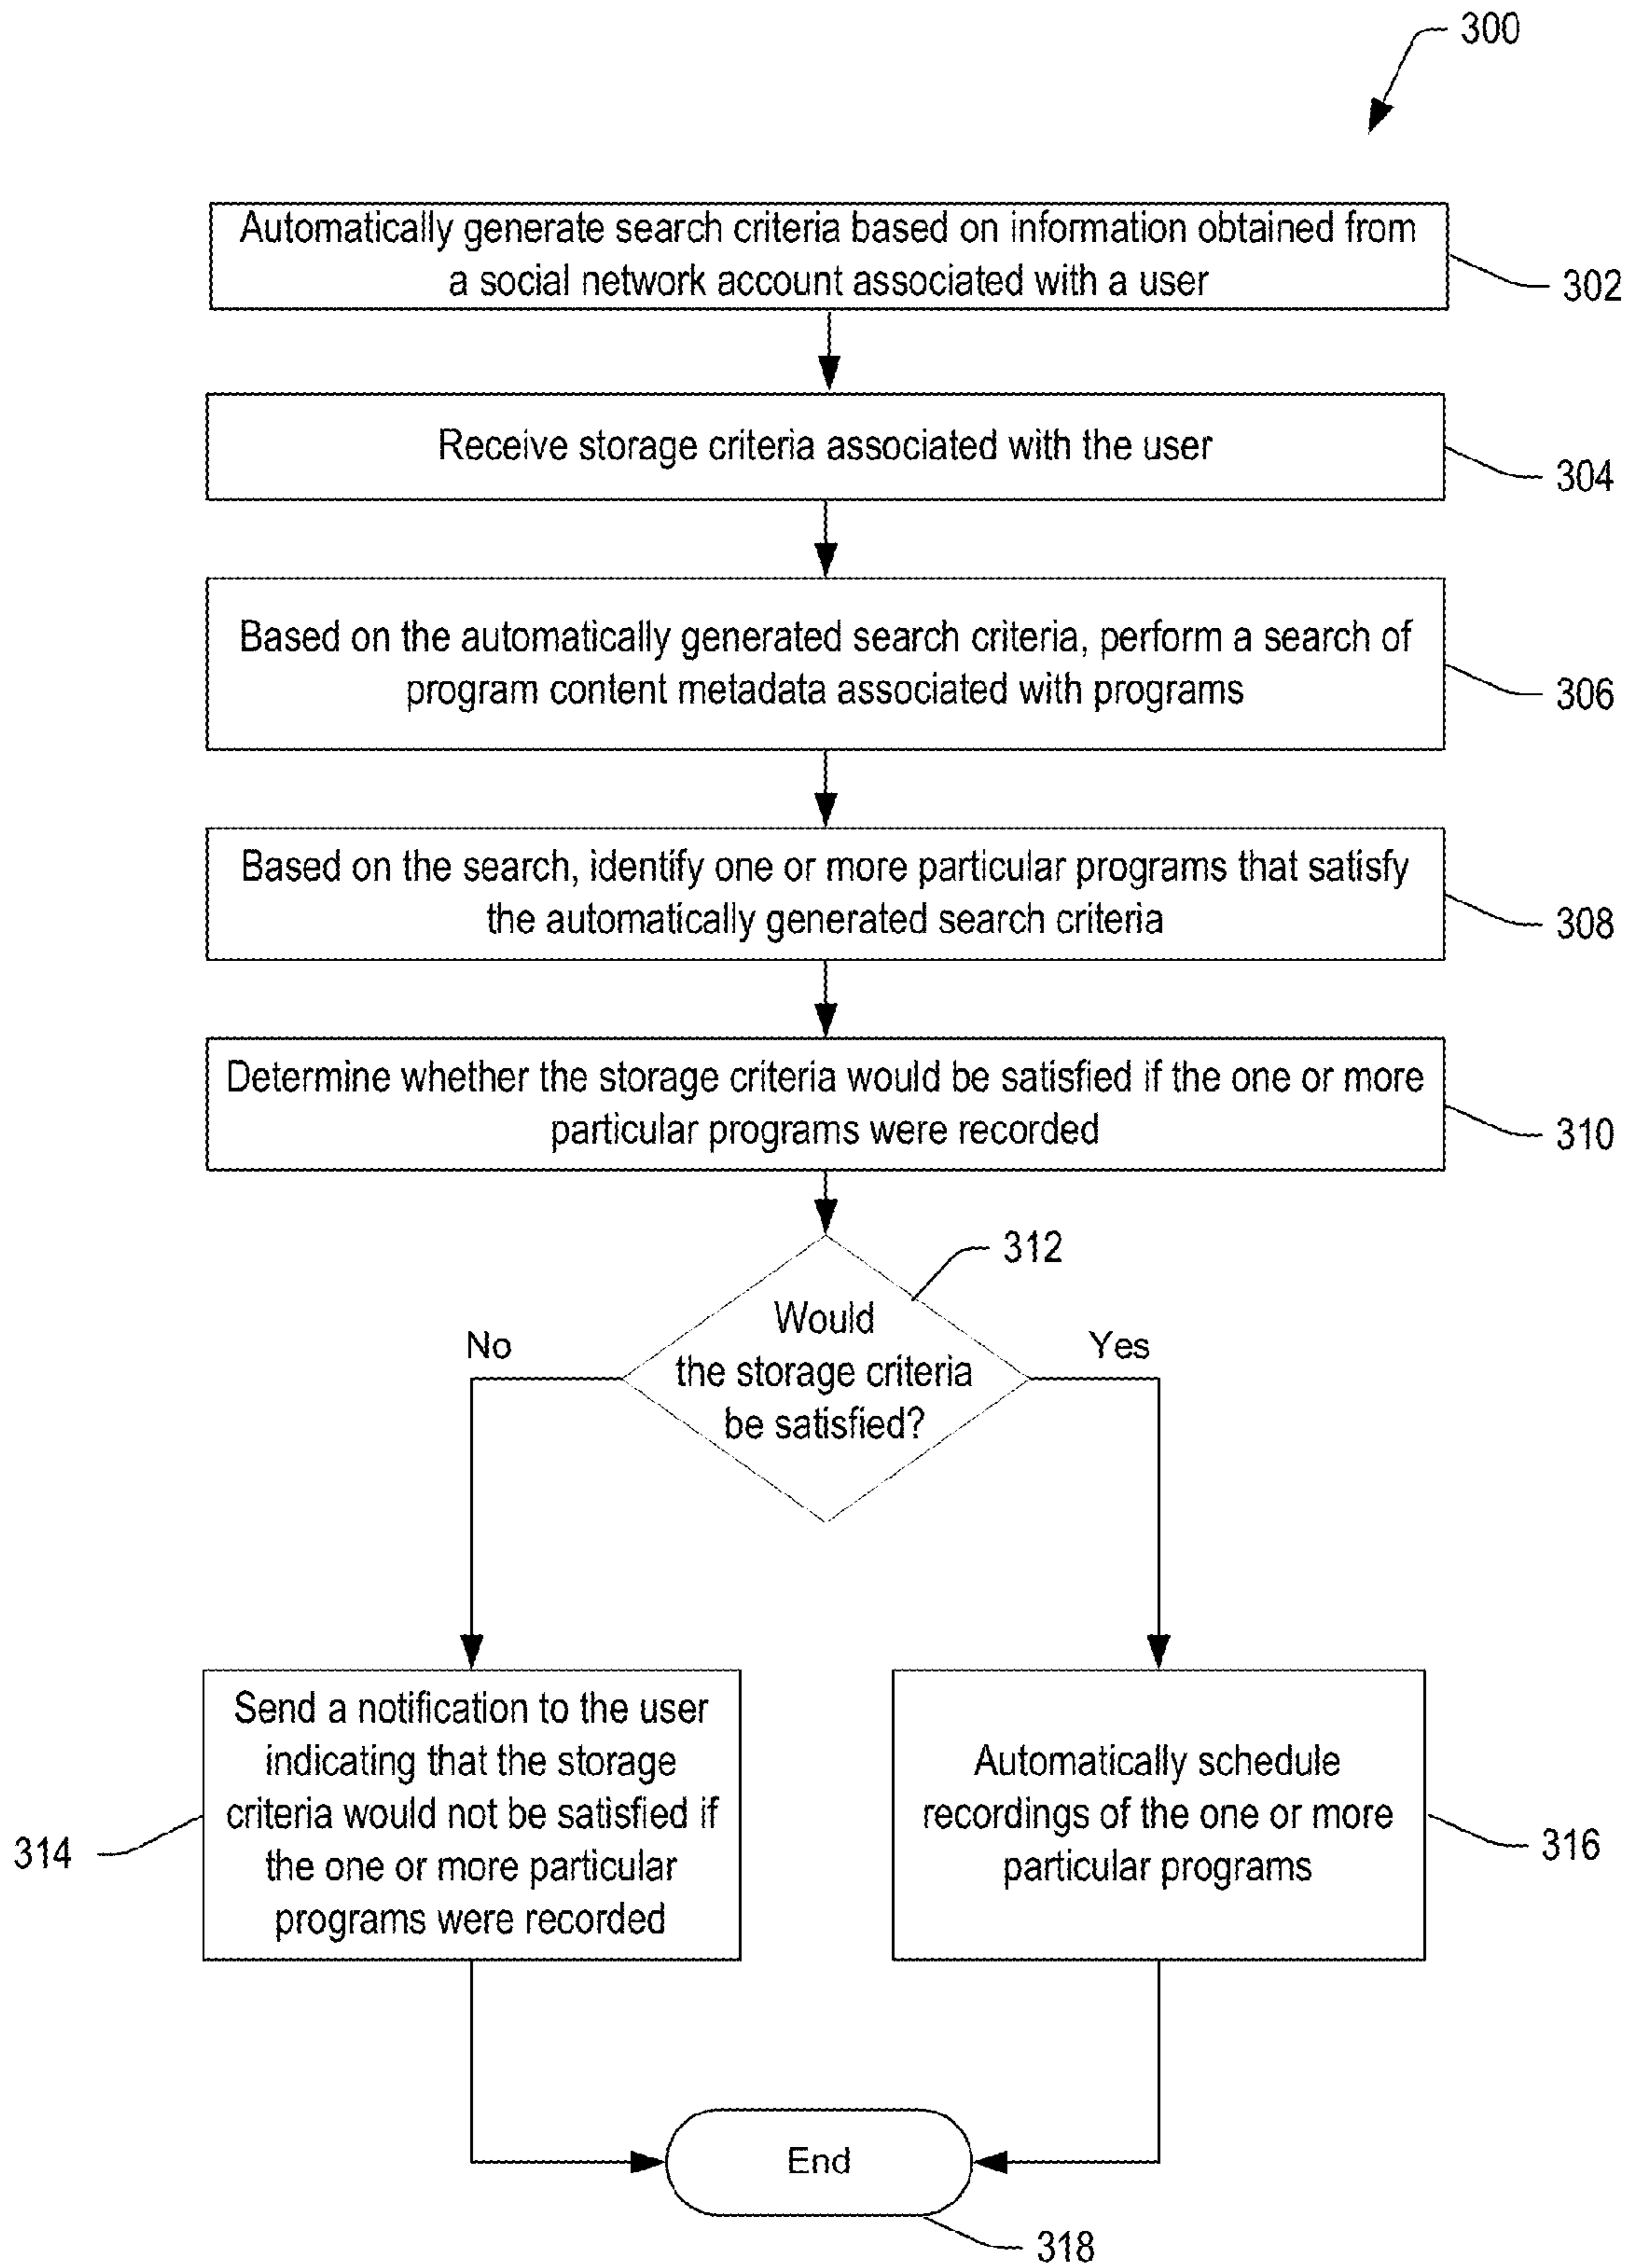 300
Automatically generate search criteria based on information obtained from
a social network account associated with a user
302
Receive storage criteria associated with the user
304
Based on the automatically generated search criteria, perform a search of
program content metadata associated with programs
306
Based on the search, identify one or more particular programs that satisfy
the automatically generated search criteria
308
Determine whether the storage criteria would be satisfied if the one or more
particular programs were recorded
310
312
Would
the storage criteria
be satisfied?
No
Yes
Send a notification to the user
indicating that the storage
criteria would not be satisfied if
the one or more particular
programs were recorded
314
Automatically schedule
recordings of the one or more
particular programs
316
End
318